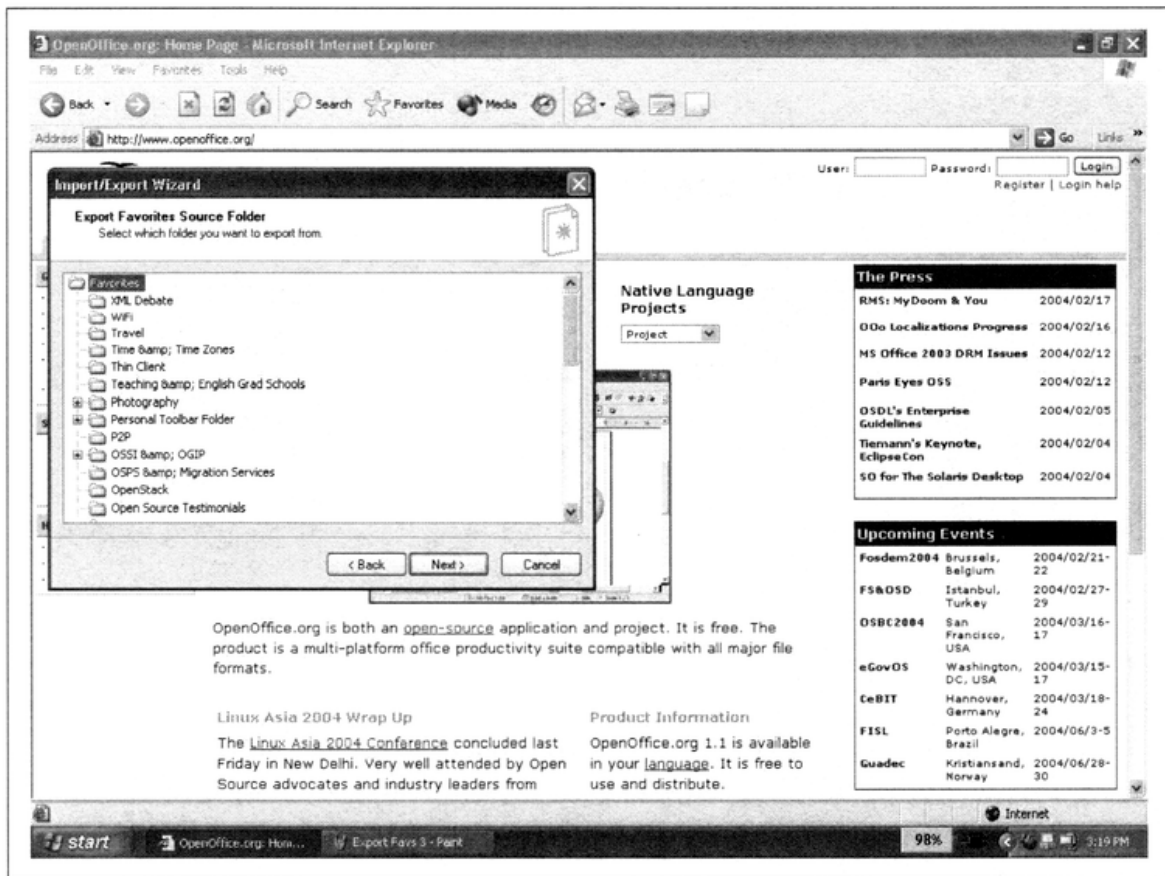 OpenOffice.org: Home Page - Microsoft Internet Explorer
File Edit View Favorites Tools Help
Back Search Favorites Media
Address http://www.openoffice.org/ Go Links »
User: Password: Login
Register | Login help
Import/Export Wizard
Export Favorites Source Folder
Select which folder you want to export from.
Favorites
XML Debate
WiFi
Travel
Time &amp; Time Zones
Thin Client
Teaching &amp; English Grad Schools
Photography
Personal Toolbar Folder
P2P
OSSI &amp; OGIP
OSPS &amp; Migration Services
OpenStack
Open Source Testimonials
< Back Next > Cancel
Native Language
Projects
Project
The Press
RMS: MyDoom & You 2004/02/17
OOo Localizations Progress 2004/02/16
MS Office 2003 DRM Issues 2004/02/12
Paris Eyes OSS 2004/02/12
OSDL's Enterprise 2004/02/05
Guidelines
Tiemann's Keynote, 2004/02/04
EclipseCon
SO for The Solaris Desktop 2004/02/04
Upcoming Events
Fosdem2004 Brussels, 2004/02/21-
Belgium 22
FS&OSD Istanbul, 2004/02/27-
Turkey 29
OSBC2004 San 2004/03/16-
Francisco, 17
USA
eGovOS Washington, 2004/03/15-
DC, USA 17
CeBIT Hannover, 2004/03/18-
Germany 24
FISL Porto Alegre, 2004/06/3-5
Brazil
Guadec Kristiansand, 2004/06/28-
Norway 30
OpenOffice.org is both an open-source application and project. It is free. The
product is a multi-platform office productivity suite compatible with all major file
formats.
Linux Asia 2004 Wrap Up
The Linux Asia 2004 Conference concluded last
Friday in New Delhi. Very well attended by Open
Source advocates and industry leaders from
Product Information
OpenOffice.org 1.1 is available
in your language. It is free to
use and distribute.
Internet
start OpenOffice.org: Hom... Export Favs 3 - Paint 98% 3:19 PM